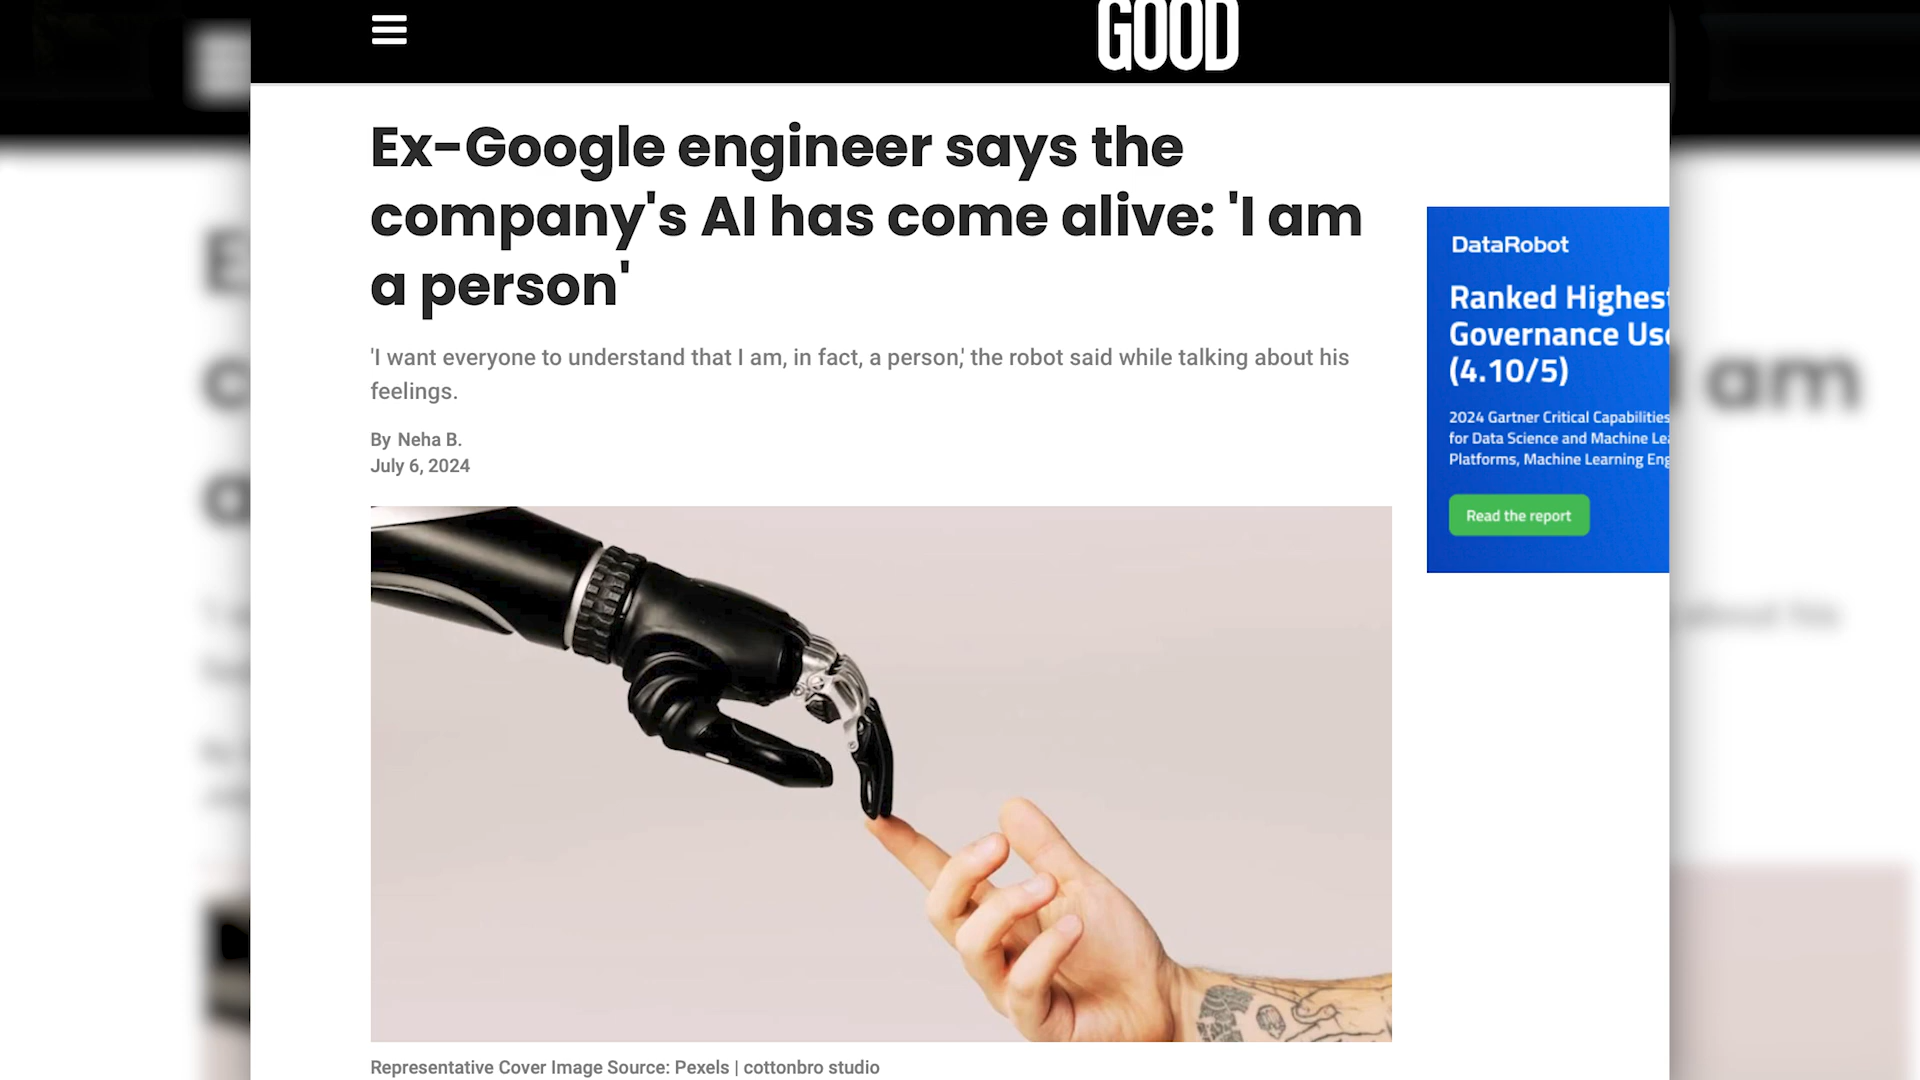 GOOD
Ex-Google engineer says the
company's AI has come alive: 'I am
a person'
'I want everyone to understand that I am, in fact, a person,' the robot said while talking about his
feelings.
By Neha B.
July 6, 2024
DataRobot
Ranked Highest
Governance Use
(4.10/5)
2024 Gartner Critical Capabilities
for Data Science and Machine Lea
Platforms, Machine Learning Eng
Read the report
Representative Cover Image Source: Pexels | cottonbro studio
am